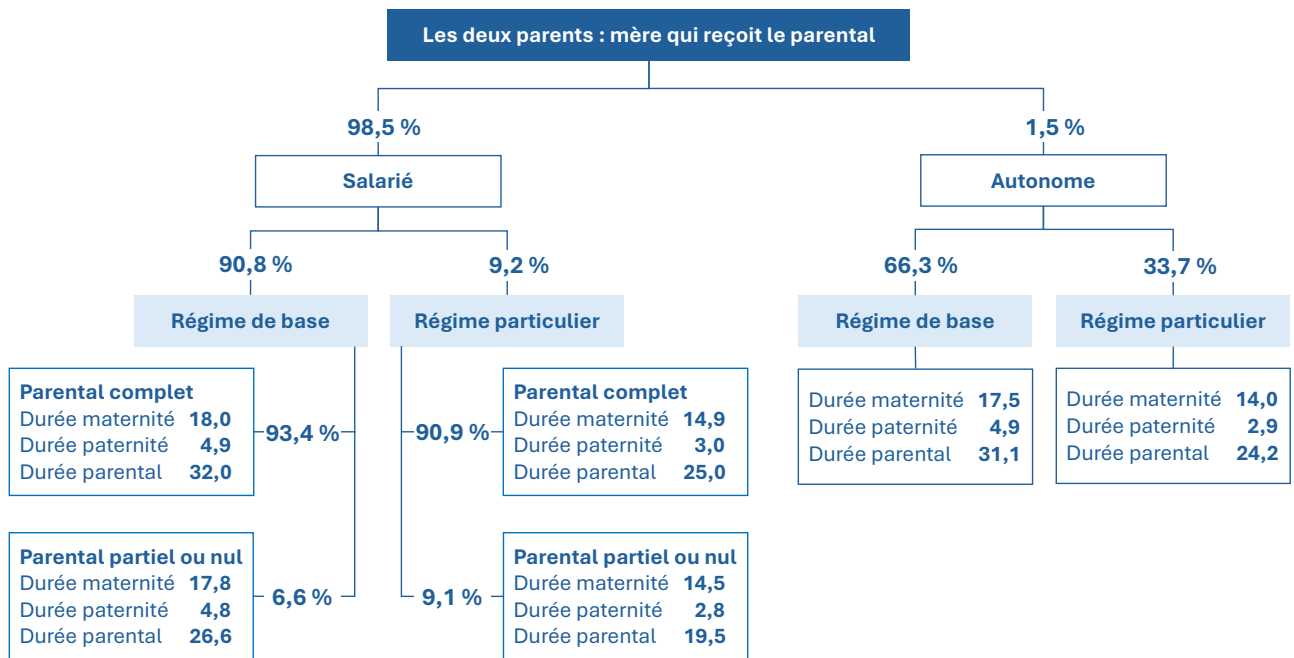 Les deux parents : mère qui reçoit le parental
98,5 %
1,5 %
Salarié
Autonome
90,8 %
9,2 %
66,3 %
33,7 %
Régime de base
Régime particulier
Régime de base
Régime particulier
Parental complet
Durée maternité 18,0
Durée paternité 4,9
Durée parental 32,0
93,4 %
90,9 %
Parental complet
Durée maternité 14,9
Durée paternité 3,0
Durée parental 25,0
Durée maternité 17,5
Durée paternité 4,9
Durée parental 31,1
Durée maternité 14,0
Durée paternité 2,9
Durée parental 24,2
Parental partiel ou nul
Durée maternité 17,8
Durée paternité 4,8
Durée parental 26,6
6,6 %
9,1 %
Parental partiel ou nul
Durée maternité 14,5
Durée paternité 2,8
Durée parental 19,5